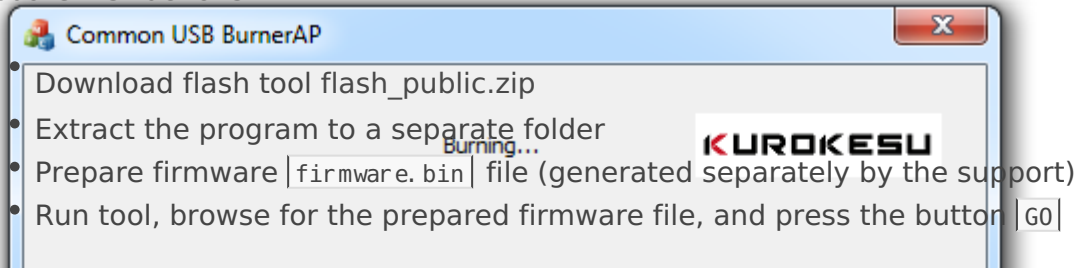 Common USB BurnerAP
Download flash tool flash_public.zip
Extract the program to a separate folder
Burning...
KUROKESU
Prepare firmware firmware.bin file (generated separately by the support)
Run tool, browse for the prepared firmware file, and press the button GO